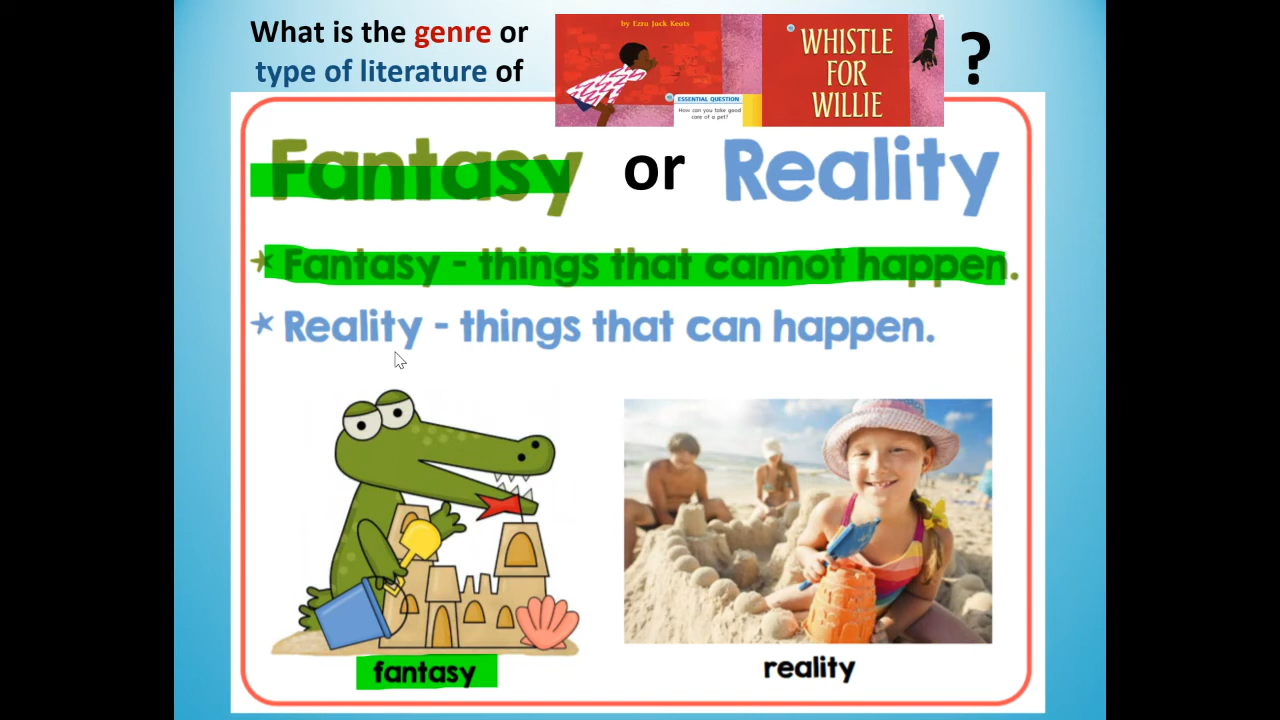 What is the genre or
type of literature of
by Ezra Jack Keats
ESSENTIAL QUESTION
How can you take good
care of a pet?
WHISTLE
FOR
WILLIE
?
Fantasy or Reality
Fantasy - things that cannot happen.
Reality - things that can happen.
fantasy
reality